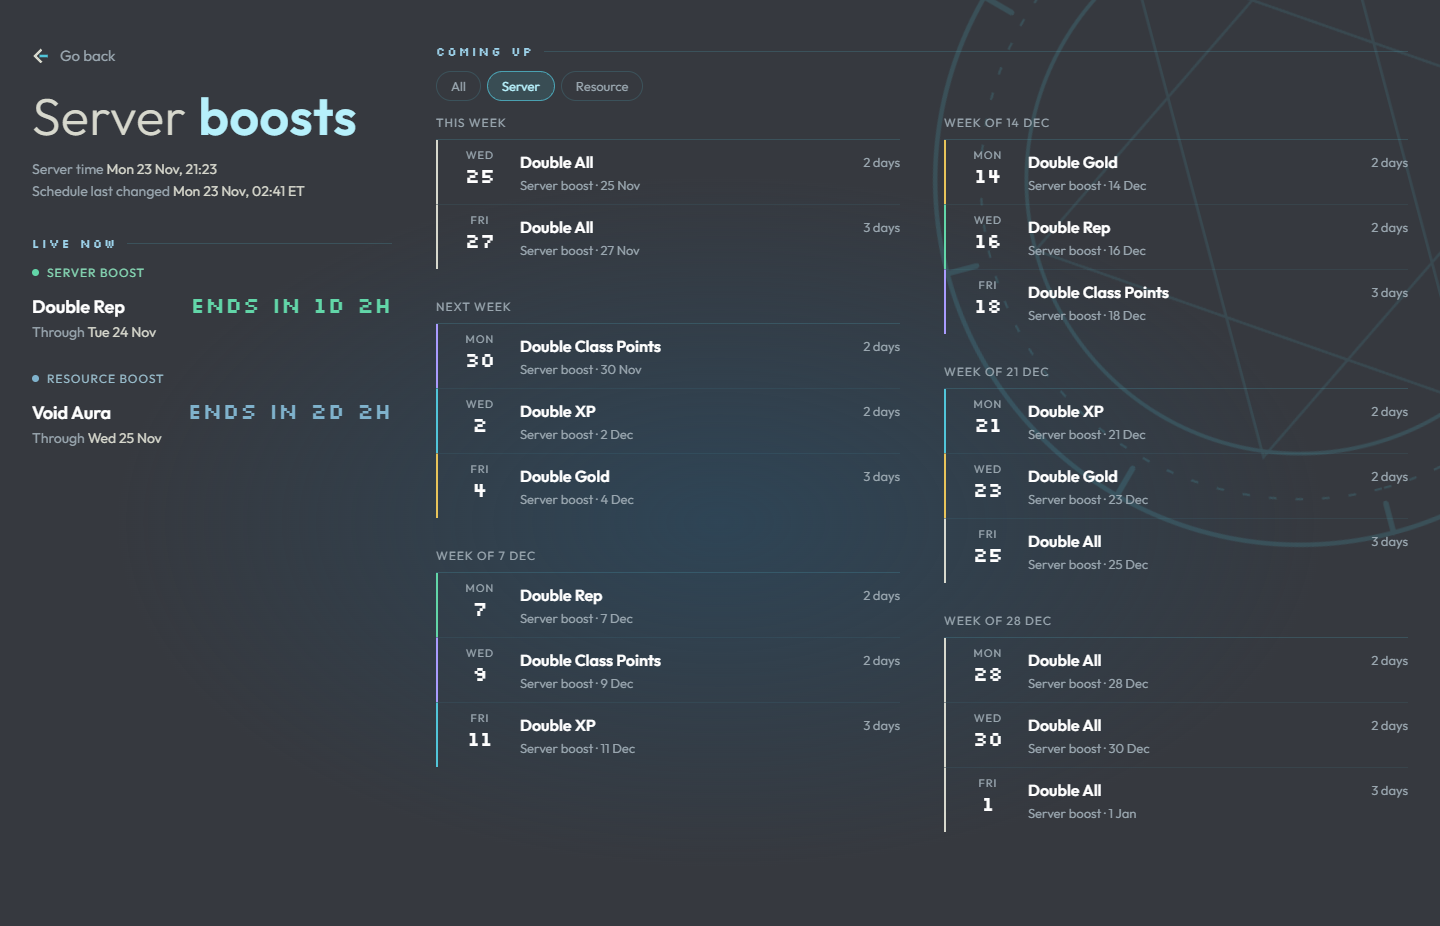 Go back
Server boosts
Server time Mon 23 Nov, 21:23
Schedule last changed Mon 23 Nov, 02:41 ET
LIVE NOW
SERVER BOOST
Double Rep ENDS IN 1D 2H
Through Tue 24 Nov
RESOURCE BOOST
Void Aura ENDS IN 2D 2H
Through Wed 25 Nov
COMING UP
All Server Resource
THIS WEEK
WED 25 Double All 2 days
Server boost · 25 Nov
FRI 27 Double All 3 days
Server boost · 27 Nov
NEXT WEEK
MON 30 Double Class Points 2 days
Server boost · 30 Nov
WED 2 Double XP 2 days
Server boost · 2 Dec
FRI 4 Double Gold 3 days
Server boost · 4 Dec
WEEK OF 7 DEC
MON 7 Double Rep 2 days
Server boost · 7 Dec
WED 9 Double Class Points 2 days
Server boost · 9 Dec
FRI 11 Double XP 3 days
Server boost · 11 Dec
WEEK OF 14 DEC
MON 14 Double Gold 2 days
Server boost · 14 Dec
WED 16 Double Rep 2 days
Server boost · 16 Dec
FRI 18 Double Class Points 3 days
Server boost · 18 Dec
WEEK OF 21 DEC
MON 21 Double XP 2 days
Server boost · 21 Dec
WED 23 Double Gold 2 days
Server boost · 23 Dec
FRI 25 Double All 3 days
Server boost · 25 Dec
WEEK OF 28 DEC
MON 28 Double All 2 days
Server boost · 28 Dec
WED 30 Double All 2 days
Server boost · 30 Dec
FRI 1 Double All 3 days
Server boost · 1 Jan